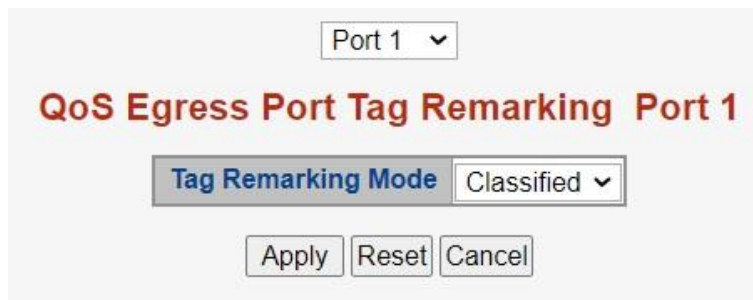 Port 1
QoS Egress Port Tag Remarking Port 1
Tag Remarking Mode Classified
Apply Reset Cancel